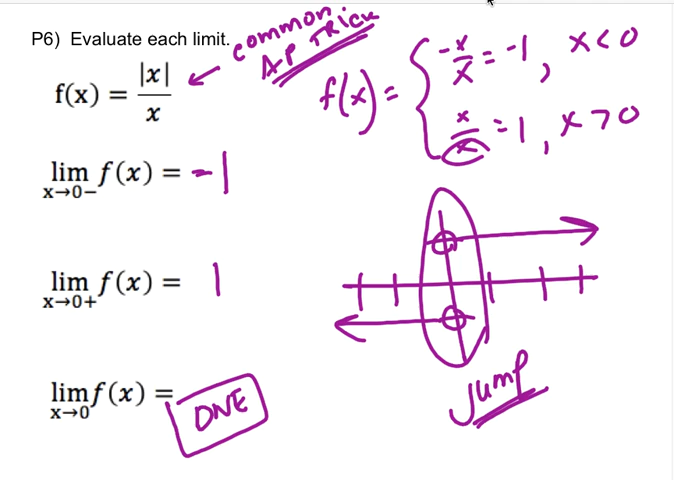 P6) Evaluate each limit.
common
AP TRICK
f(x) = |x|/x
f(x) = { -x/x = -1, x<0
x/x = 1, x>0
lim x→0- f(x) = -1
lim x→0+ f(x) = 1
lim x→0 f(x) = DNE
Jump